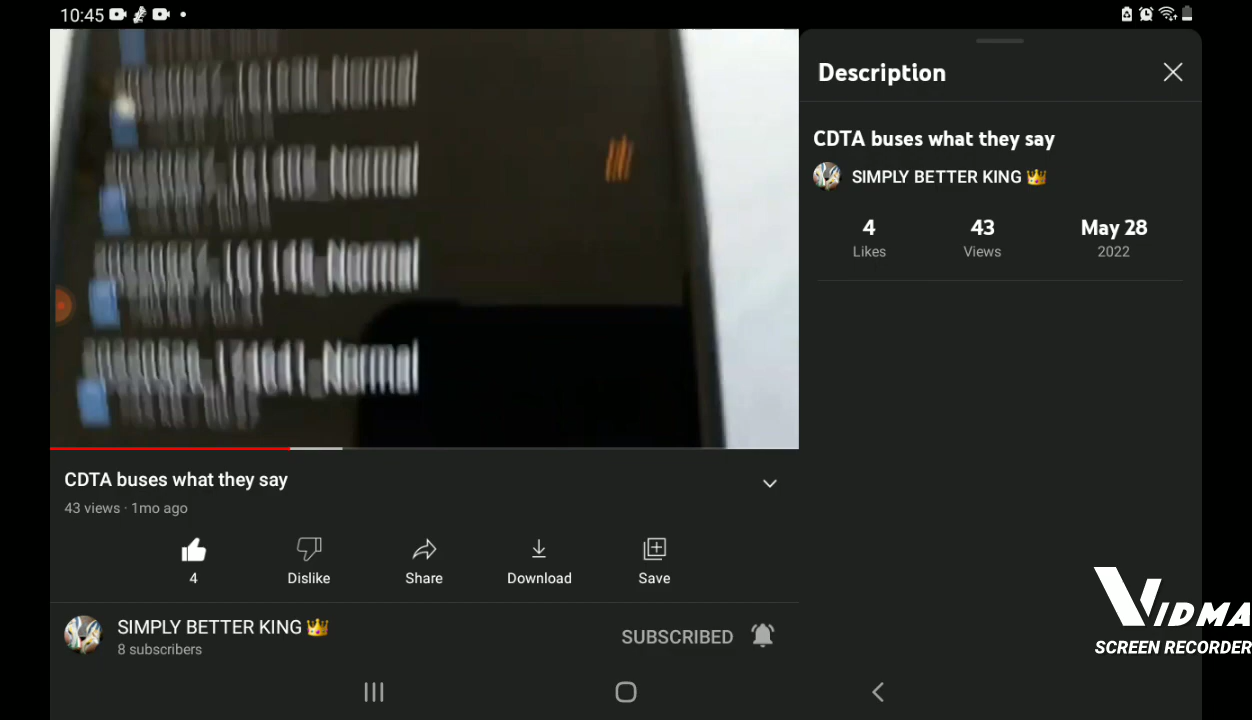 10:45
Description
CDTA buses what they say
SIMPLY BETTER KING 👑
4
43
May 28
Likes
Views
2022
Normal
Normal
Normal
Normal
CDTA buses what they say
43 views · 1mo ago
4
Dislike
Share
Download
Save
SIMPLY BETTER KING 👑
8 subscribers
SUBSCRIBED
VIDMA
SCREEN RECORDER